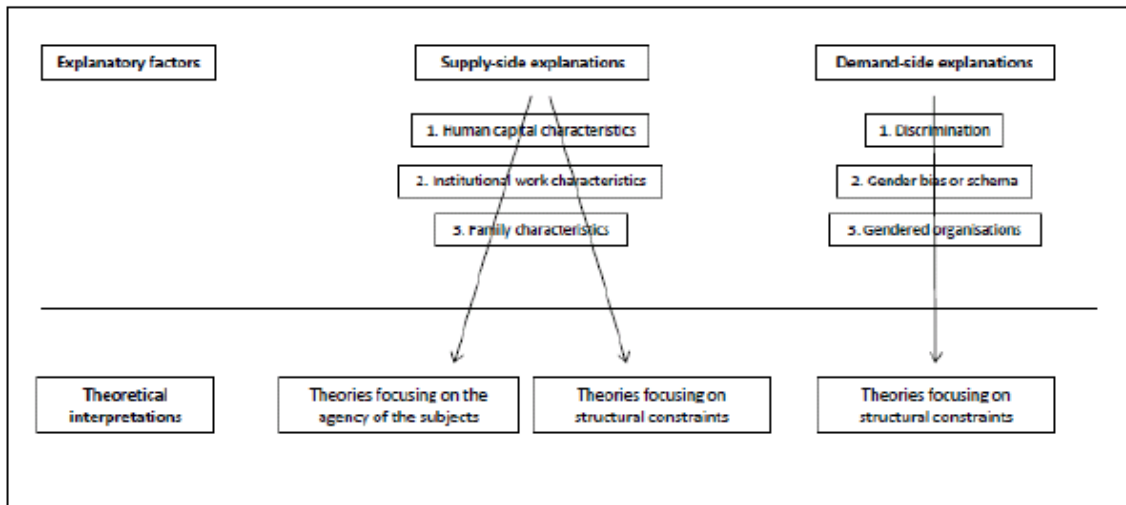 Explanatory factors
Supply-side explanations
Demand-side explanations
1. Human capital characteristics
1. Discrimination
2. Institutional work characteristics
2. Gender bias or schema
3. Family characteristics
3. Gendered organisations
Theoretical
interpretations
Theories focusing on the
agency of the subjects
Theories focusing on
structural constraints
Theories focusing on
structural constraints